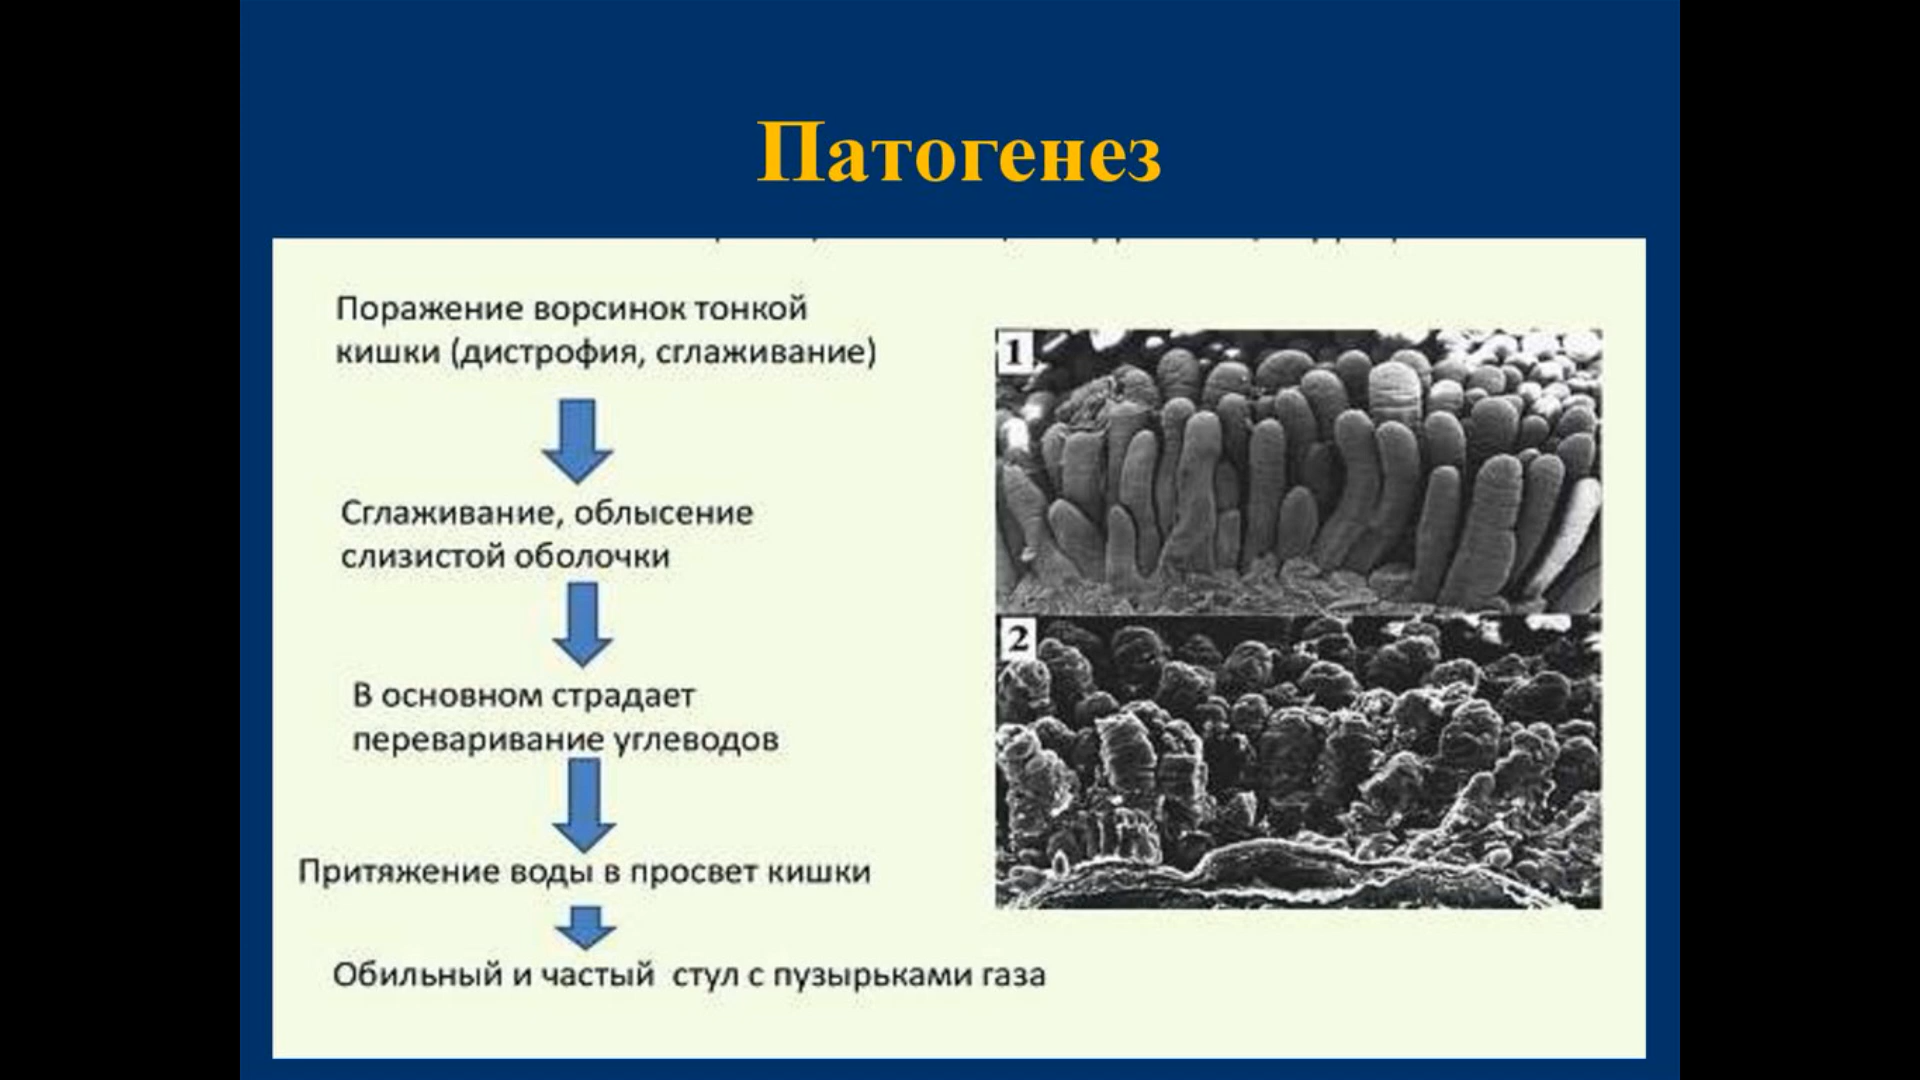 Патогенез
Поражение ворсинок тонкой
кишки (дистрофия, сглаживание)
Сглаживание, облысение
слизистой оболочки
В основном страдает
переваривание углеводов
Притяжение воды в просвет кишки
Обильный и частый стул с пузырьками газа
1
2